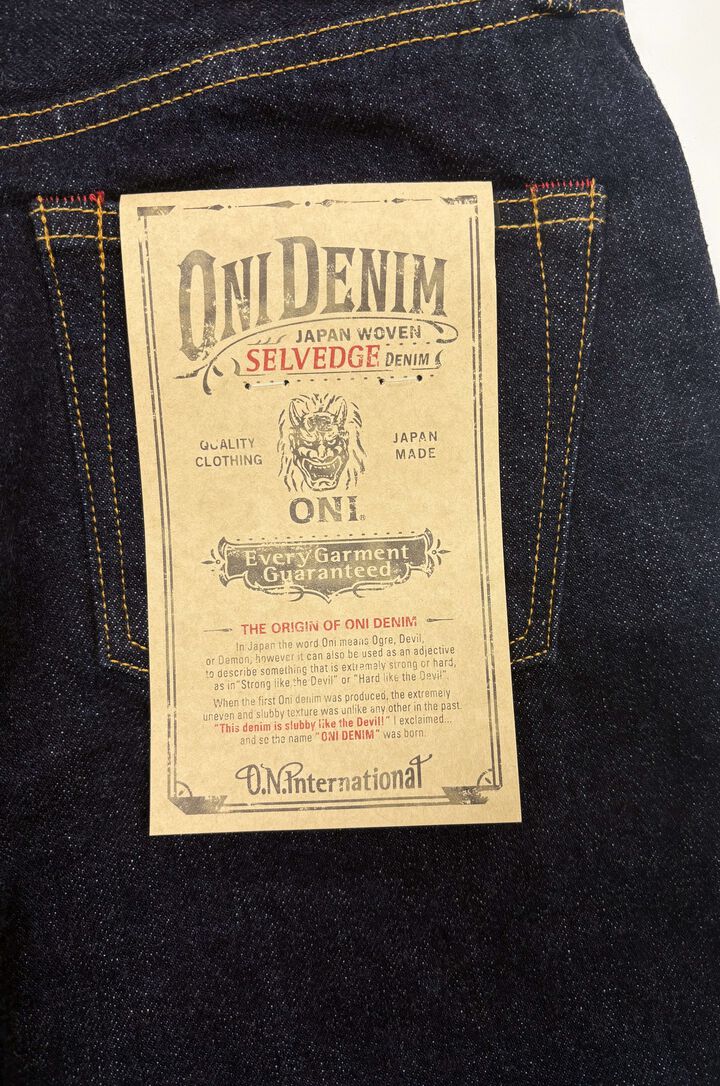 ONI DENIM
JAPAN WOVEN
SELVEDGE DENIM
QUALITY
CLOTHING
JAPAN
MADE
ONI®
Every Garment
Guaranteed
THE ORIGIN OF ONI DENIM
In Japan the word Oni means Ogre, Devil,
or Demon, however it can also be used as an adjective
to describe something that is extremely strong or hard,
as in "Strong like the Devil" or "Hard like the Devil".
When the first Oni denim was produced, the extremely
uneven and slubby texture was unlike any other in the past.
"This denim is slubby like the Devil!" I exclaimed...
and so the name "ONI DENIM" was born.
O.N.International